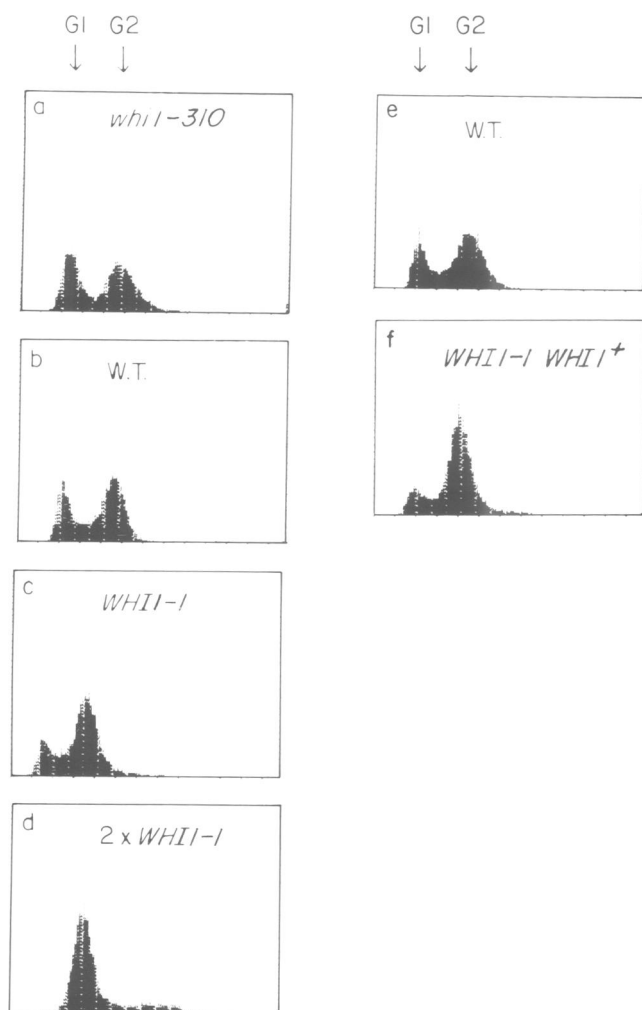 G1 G2
a
whi1-310
b
W.T.
c
WHI1-1
d
2 x WHI1-1
G1 G2
e
W.T.
f
WHI1-1 WHI1+